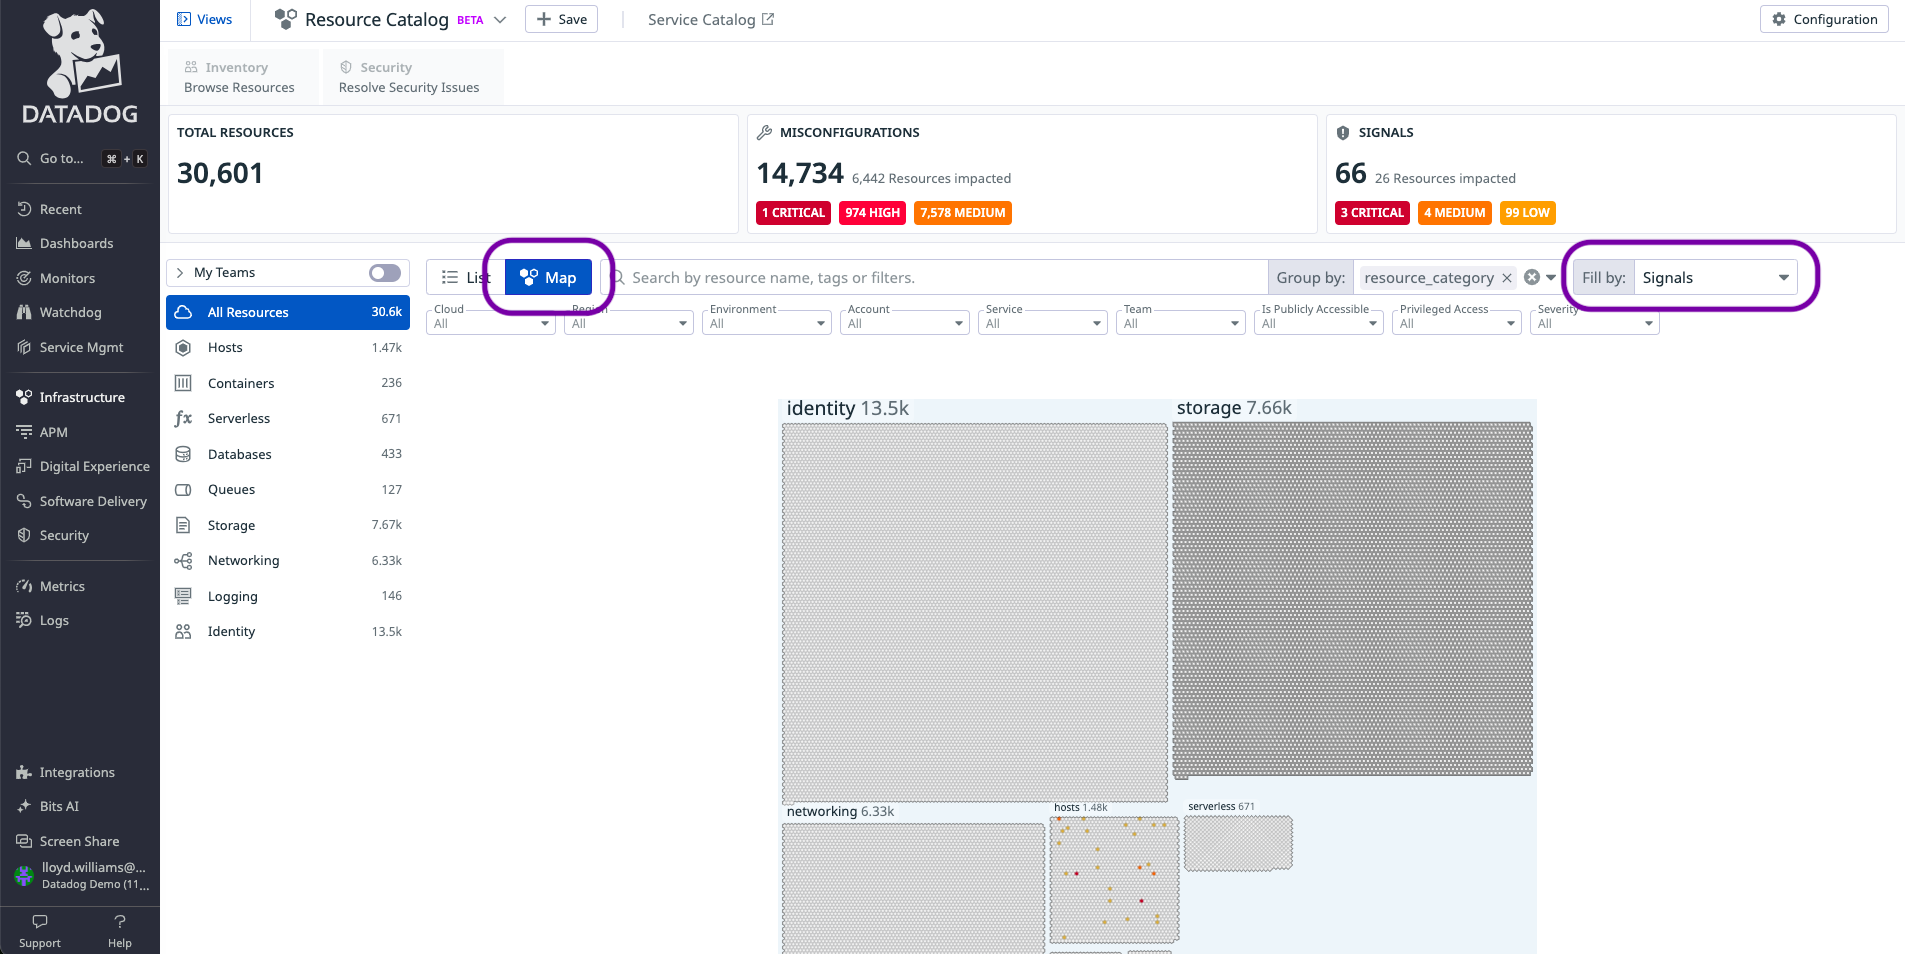 DATADOG
Go to... ⌘ + K
Recent
Dashboards
Monitors
Watchdog
Service Mgmt
Infrastructure
APM
Digital Experience
Software Delivery
Security
Metrics
Logs
Integrations
Bits AI
Screen Share
lloyd.williams@...
Datadog Demo (11...
Support
Help
Views
Resource Catalog BETA
+ Save
Service Catalog
Configuration
Inventory
Browse Resources
Security
Resolve Security Issues
TOTAL RESOURCES
30,601
MISCONFIGURATIONS
14,734 6,442 Resources impacted
1 CRITICAL 974 HIGH 7,578 MEDIUM
SIGNALS
66 26 Resources impacted
3 CRITICAL 4 MEDIUM 99 LOW
My Teams
All Resources 30.6k
Hosts 1.47k
Containers 236
Serverless 671
Databases 433
Queues 127
Storage 7.67k
Networking 6.33k
Logging 146
Identity 13.5k
List
Map
Search by resource name, tags or filters.
Group by: resource_category
Fill by: Signals
Cloud
All
Region
All
Environment
All
Account
All
Service
All
Team
All
Is Publicly Accessible
All
Privileged Access
All
Severity
All
identity 13.5k
storage 7.66k
networking 6.33k
hosts 1.48k
serverless 671